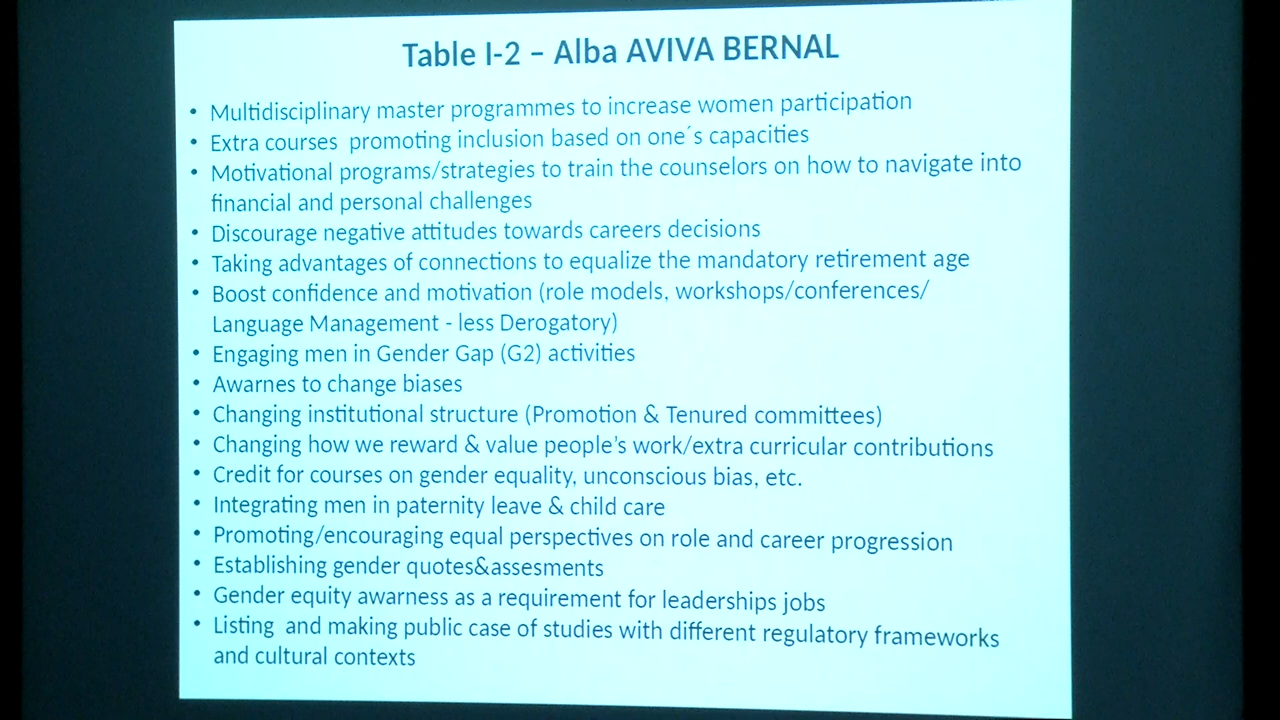 Table I-2 – Alba AVIVA BERNAL
• Multidisciplinary master programmes to increase women participation
• Extra courses promoting inclusion based on one´s capacities
• Motivational programs/strategies to train the counselors on how to navigate into
financial and personal challenges
• Discourage negative attitudes towards careers decisions
• Taking advantages of connections to equalize the mandatory retirement age
• Boost confidence and motivation (role models, workshops/conferences/
Language Management - less Derogatory)
• Engaging men in Gender Gap (G2) activities
• Awarnes to change biases
• Changing institutional structure (Promotion & Tenured committees)
• Changing how we reward & value people's work/extra curricular contributions
• Credit for courses on gender equality, unconscious bias, etc.
• Integrating men in paternity leave & child care
• Promoting/encouraging equal perspectives on role and career progression
• Establishing gender quotes&assesments
• Gender equity awarness as a requirement for leaderships jobs
• Listing and making public case of studies with different regulatory frameworks
and cultural contexts